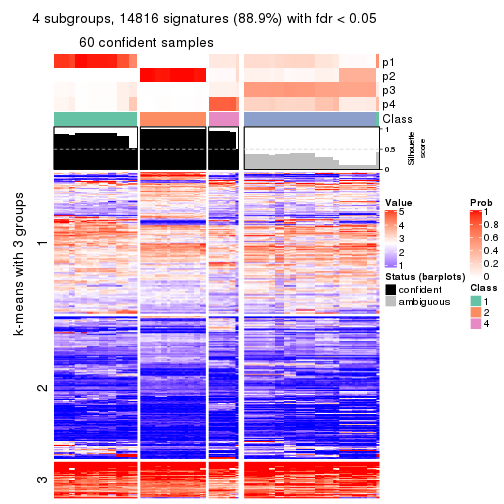 4 subgroups, 14816 signatures (88.9%) with fdr < 0.05
60 confident samples
p1
p2
p3
p4
Class
1
0.5
0
Silhouette
score
k-means with 3 groups
1
2
3
Value
5
4
3
2
1
Status (barplots)
confident
ambiguous
Prob
1
0.8
0.6
0.4
0.2
0
Class
1
2
4